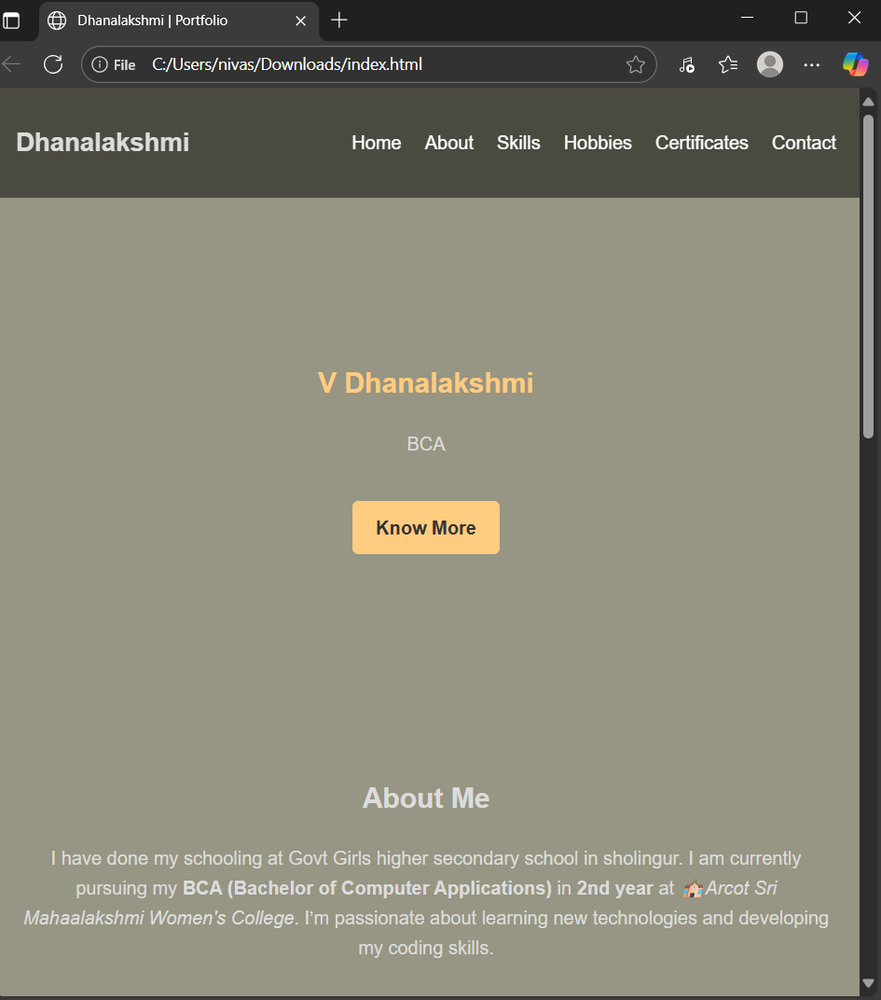 Dhanalakshmi | Portfolio
File C:/Users/nivas/Downloads/index.html
Dhanalakshmi Home About Skills Hobbies Certificates Contact
V Dhanalakshmi
BCA
Know More
About Me
I have done my schooling at Govt Girls higher secondary school in sholingur. I am currently
pursuing my BCA (Bachelor of Computer Applications) in 2nd year at 🏫Arcot Sri
Mahaalakshmi Women's College. I'm passionate about learning new technologies and developing
my coding skills.